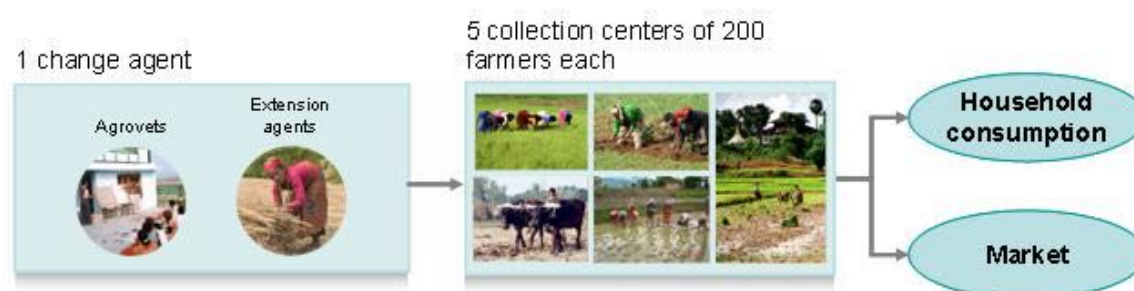 1 change agent
Agrovets
Extension
agents
5 collection centers of 200
farmers each
Household
consumption
Market